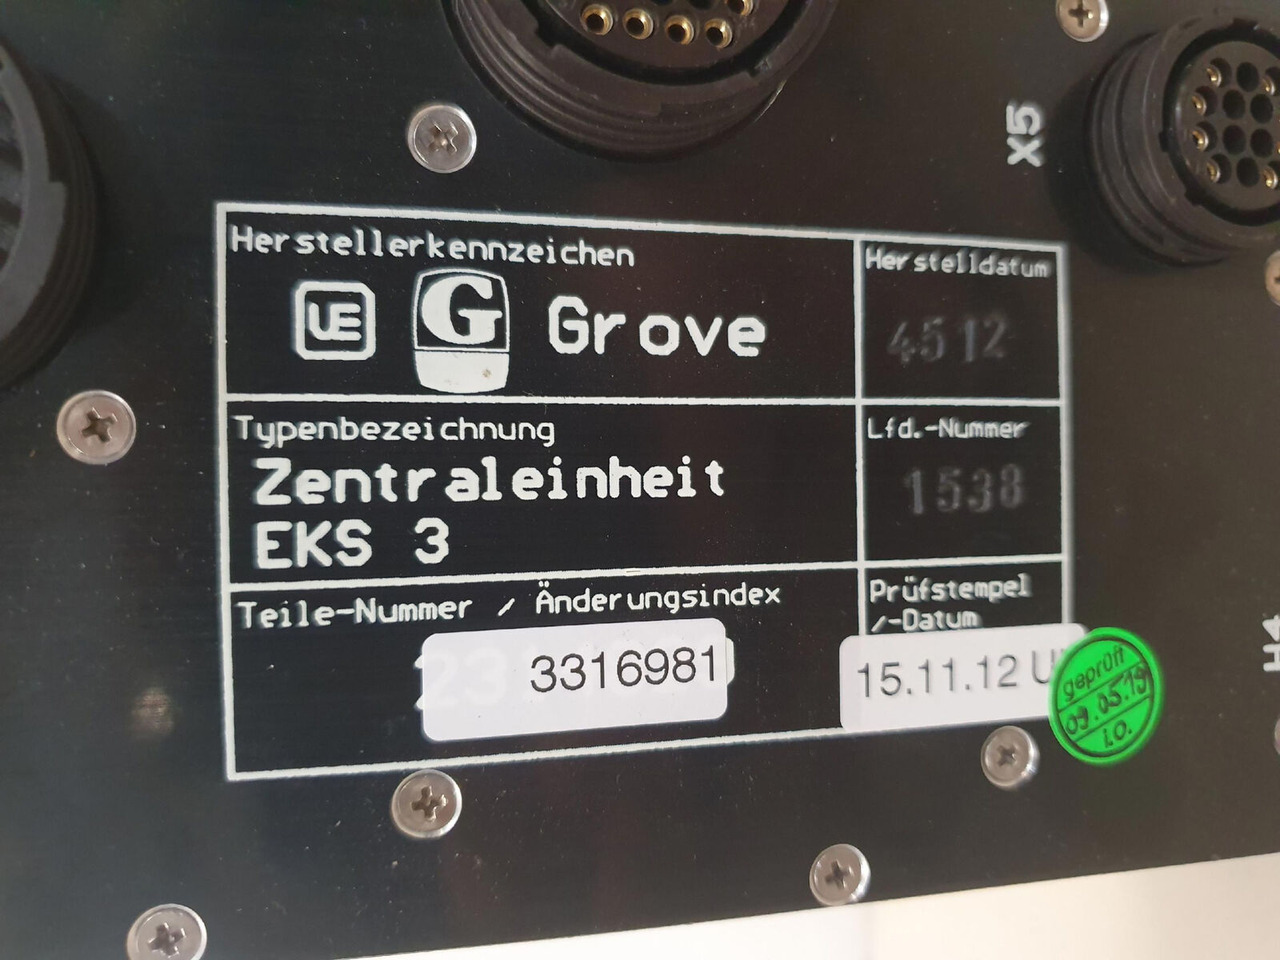 X5
Herstellerkennzeichen
UE G Grove
Herstelldatum
4512
Typenbezeichnung
Zentraleinheit
EKS 3
Lfd.-Nummer
1538
Teile-Nummer / Änderungsindex
3316981
Prüfstempel
/-Datum
15.11.12 U
geprüft
09.05.19
i.O.
H4